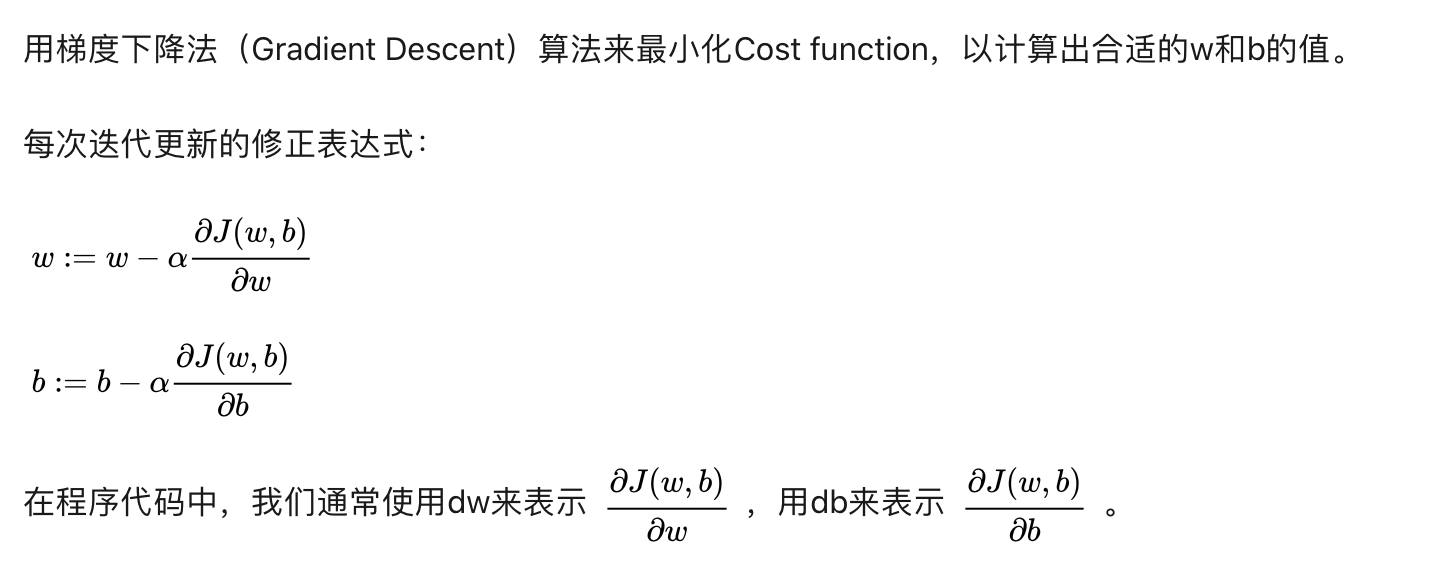 用梯度下降法（Gradient Descent）算法来最小化Cost function，以计算出合适的w和b的值。
每次迭代更新的修正表达式：
$w := w - \alpha \frac{\partial J(w,b)}{\partial w}$
$b := b - \alpha \frac{\partial J(w,b)}{\partial b}$
在程序代码中，我们通常使用dw来表示 $\frac{\partial J(w,b)}{\partial w}$ ，用db来表示 $\frac{\partial J(w,b)}{\partial b}$ 。